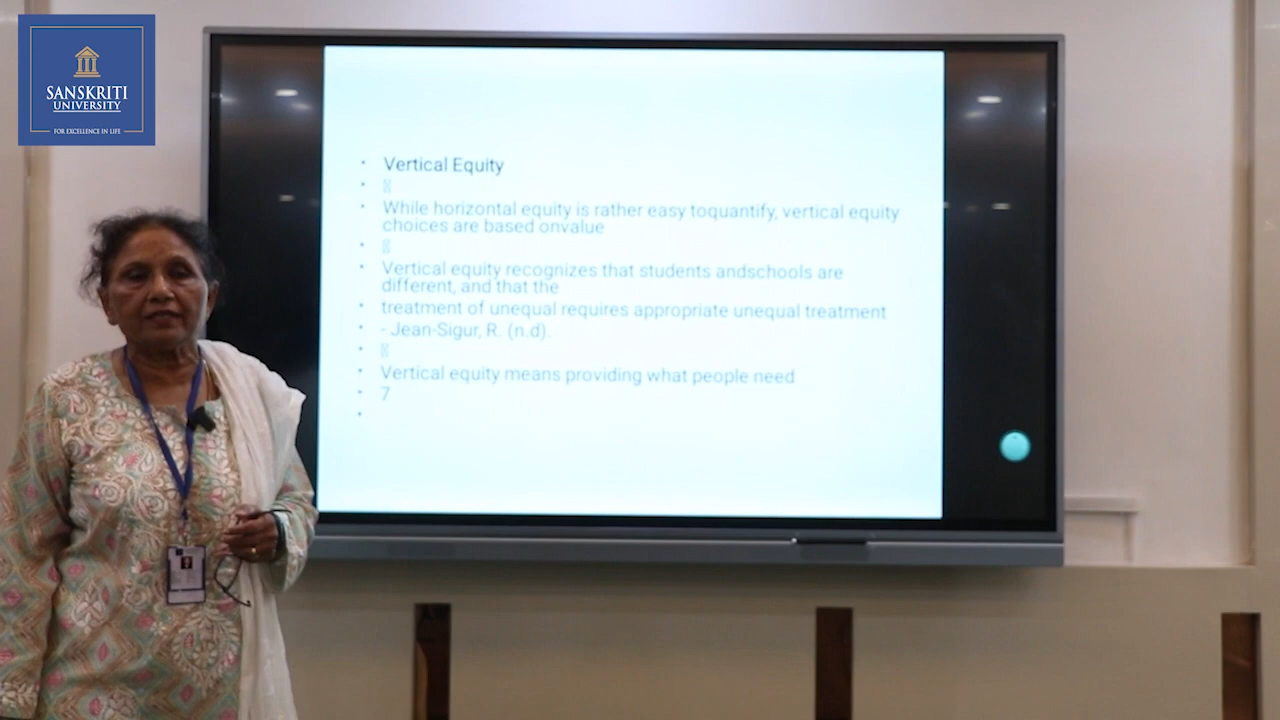 SANSKRITI
UNIVERSITY
FOR EXCELLENCE IN LIFE
• Vertical Equity
•
• While horizontal equity is rather easy toquantify, vertical equity
choices are based onvalue
•
• Vertical equity recognizes that students andschools are
different, and that the
• treatment of unequal requires appropriate unequal treatment
• - Jean-Sigur, R. (n.d).
•
• Vertical equity means providing what people need
• 7
•